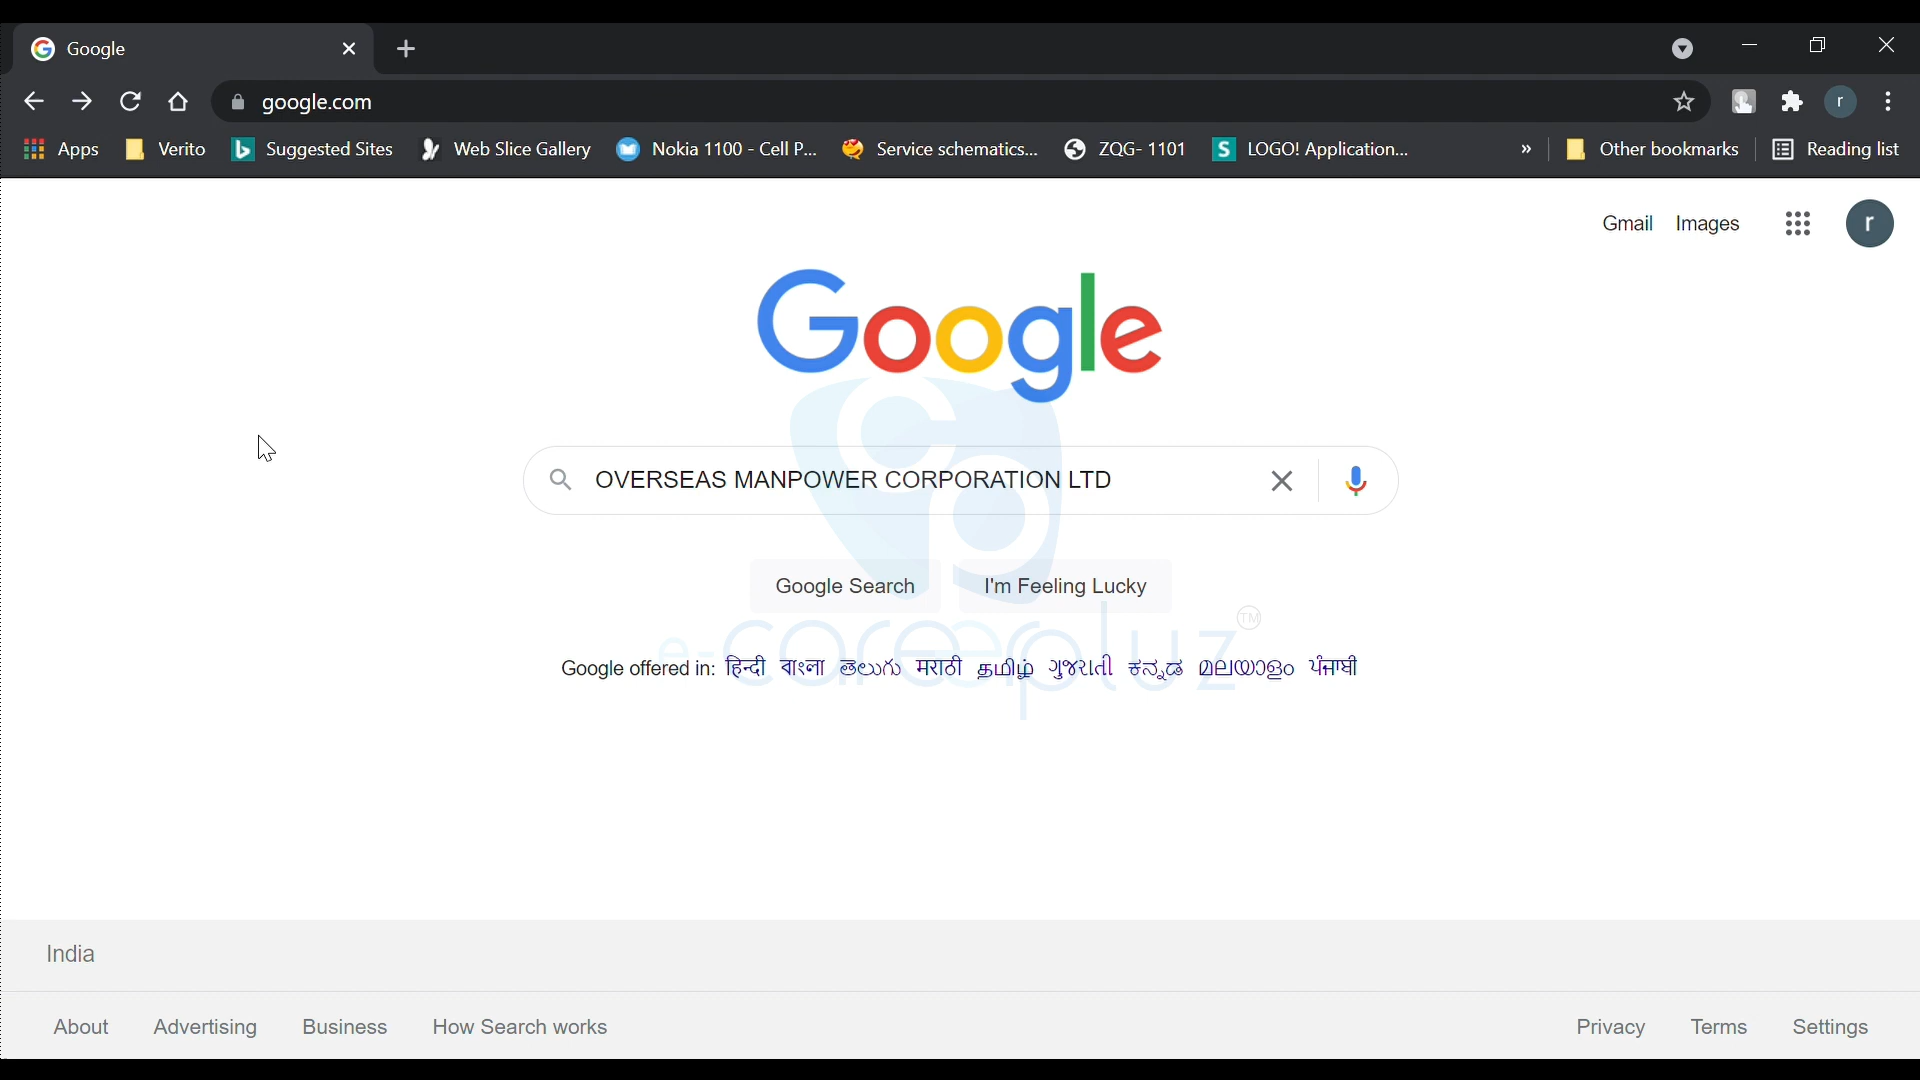 Google
google.com
r
Apps Verito Suggested Sites Web Slice Gallery Nokia 1100 - Cell P... Service schematics... ZQG- 1101 LOGO! Application... » Other bookmarks Reading list
Gmail Images r
Google
OVERSEAS MANPOWER CORPORATION LTD
Google Search I'm Feeling Lucky
TM
e-careerpluz
Google offered in: हिन्दी বাংলা తెలుగు मराठी தமிழ் ગુજરાતી ಕನ್ನಡ മലയാളം ਪੰਜਾਬੀ
India
About Advertising Business How Search works Privacy Terms Settings